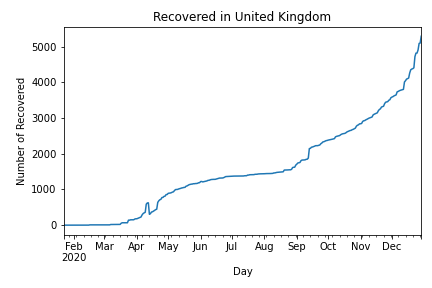 Recovered in United Kingdom
Number of Recovered
5000
4000
3000
2000
1000
0
Feb Mar Apr May Jun Jul Aug Sep Oct Nov Dec
2020
Day